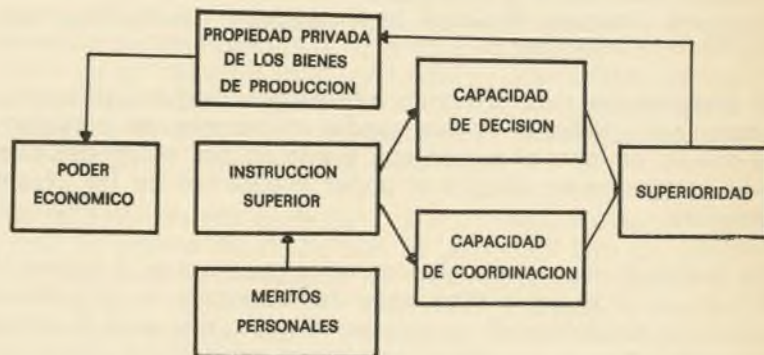 PROPIEDAD PRIVADA
DE LOS BIENES
DE PRODUCCION
CAPACIDAD
DE DECISION
PODER
ECONOMICO
INSTRUCCION
SUPERIOR
SUPERIORIDAD
CAPACIDAD
DE COORDINACION
MERITOS
PERSONALES